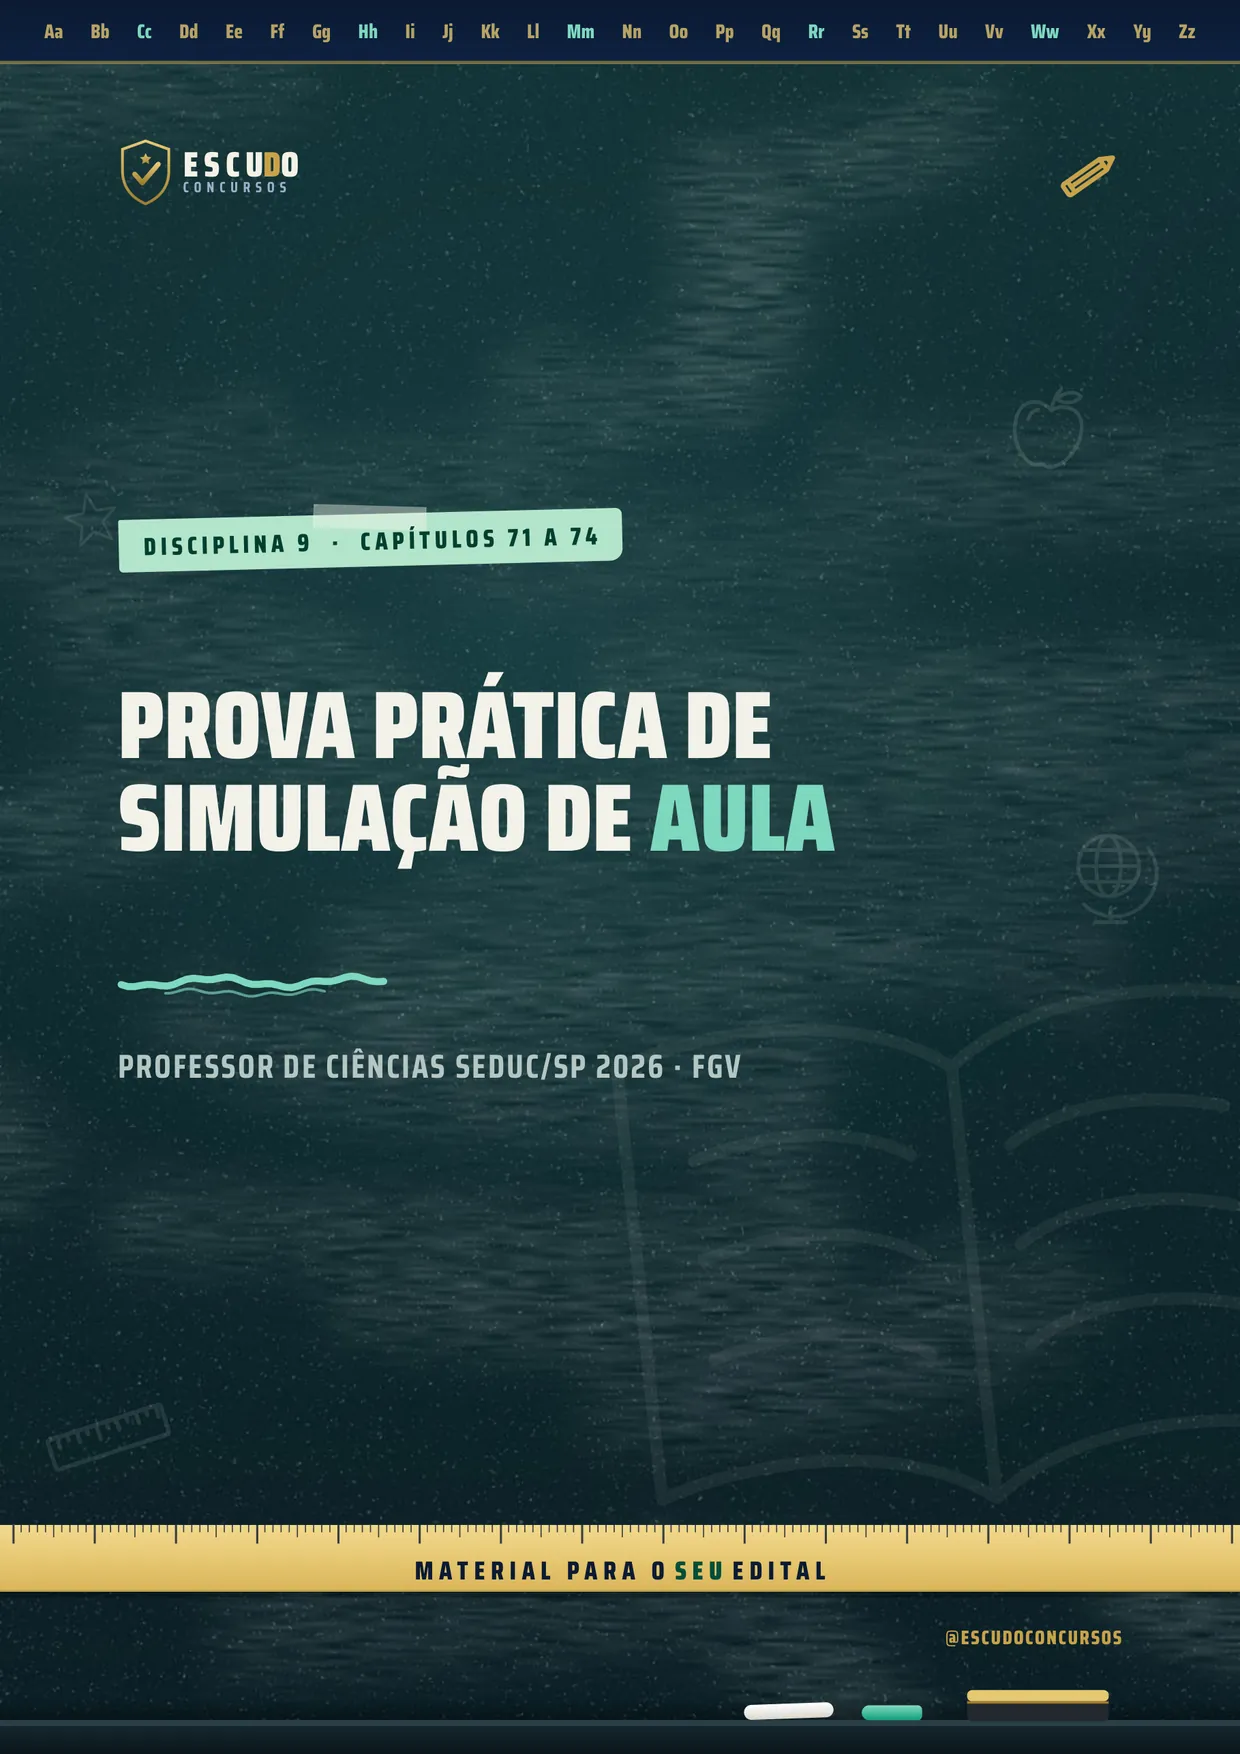 Aa Bb Cc Dd Ee Ff Gg Hh Ii Jj Kk Ll Mm Nn Oo Pp Qq Rr Ss Tt Uu Vv Ww Xx Yy Zz
ESCUDO
CONCURSOS
DISCIPLINA 9 · CAPÍTULOS 71 A 74
PROVA PRÁTICA DE
SIMULAÇÃO DE AULA
PROFESSOR DE CIÊNCIAS SEDUC/SP 2026 · FGV
MATERIAL PARA O SEU EDITAL
@ESCUDOCONCURSOS